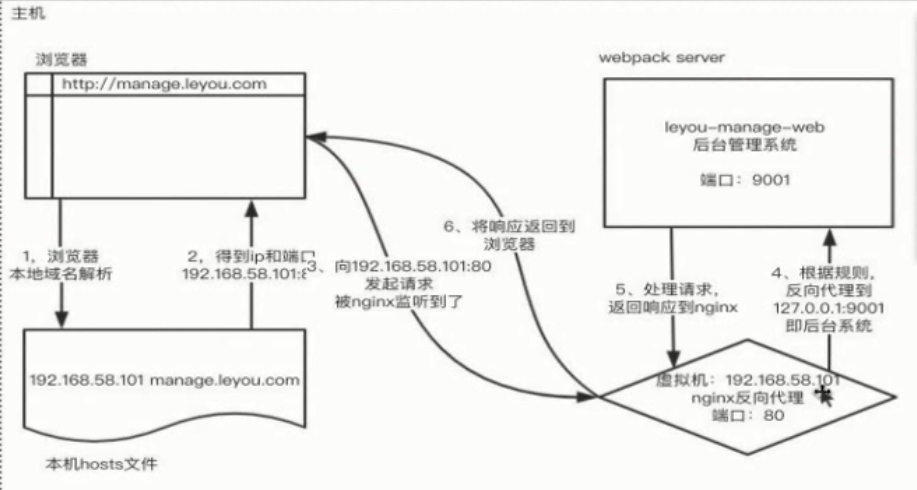 主机
浏览器
http://manage.leyou.com
webpack server
leyou-manage-web
后台管理系统
端口：9001
1，浏览器
本地域名解析
2，得到ip和端口
192.168.58.101:8
3、向192.168.58.101:80
发起请求
被nginx监听到了
6、将响应返回到
浏览器
5、处理请求，
返回响应到nginx
4、根据规则，
反向代理到
127.0.0.1:9001
即后台系统
192.168.58.101 manage.leyou.com
本机hosts文件
虚拟机：192.168.58.101
nginx反向代理
端口：80